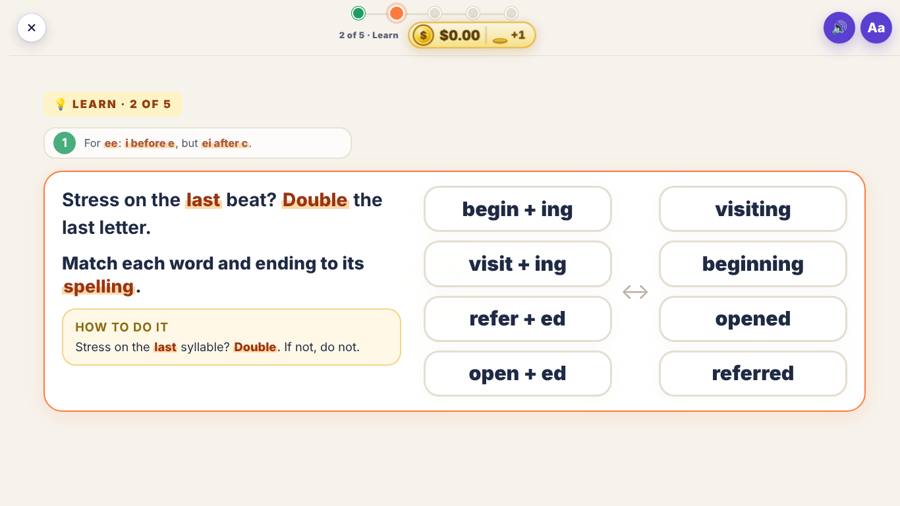 ×
2 of 5 · Learn
$ $0.00 +1
Aa
LEARN · 2 OF 5
1 For ee: i before e, but ei after c.
Stress on the last beat? Double the
last letter.
Match each word and ending to its
spelling.
HOW TO DO IT
Stress on the last syllable? Double. If not, do not.
begin + ing
visit + ing
refer + ed
open + ed
visiting
beginning
opened
referred